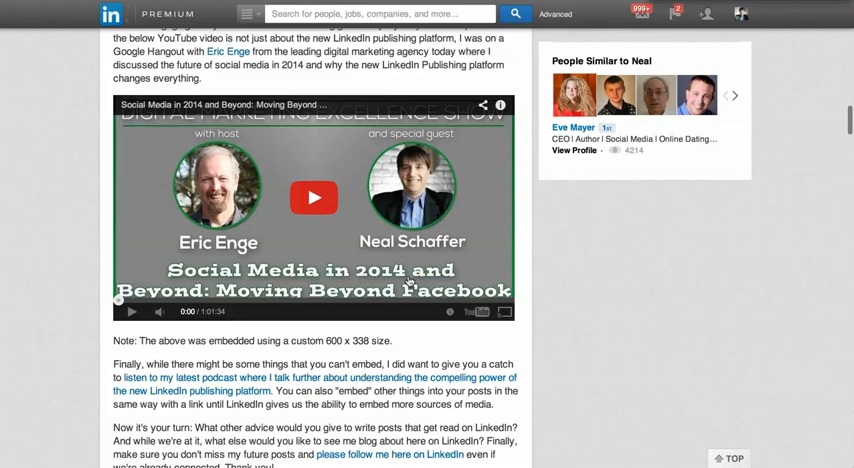 in PREMIUM Search for people, jobs, companies, and more... Advanced 999+ 2
the below YouTube video is not just about the new LinkedIn publishing platform, I was on a
Google Hangout with Eric Enge from the leading digital marketing agency today where I
discussed the future of social media in 2014 and why the new LinkedIn Publishing platform
changes everything.
Social Media in 2014 and Beyond: Moving Beyond ...
DIGITAL MARKETING EXCELLENCE SHOW
with host and special guest
Eric Enge Neal Schaffer
Social Media in 2014 and
Beyond: Moving Beyond Facebook
0:00 / 1:01:34 YouTube
Note: The above was embedded using a custom 600 x 338 size.
Finally, while there might be some things that you can't embed, I did want to give you a catch
to listen to my latest podcast where I talk further about understanding the compelling power of
the new LinkedIn publishing platform. You can also "embed" other things into your posts in the
same way with a link until LinkedIn gives us the ability to embed more sources of media.
Now it's your turn: What other advice would you give to write posts that get read on LinkedIn?
And while we're at it, what else would you like to see me blog about here on LinkedIn? Finally,
make sure you don't miss my future posts and please follow me here on LinkedIn even if
we're already connected. Thank you!
People Similar to Neal
Eve Mayer 1st
CEO | Author | Social Media | Online Dating...
View Profile • 4214
TOP